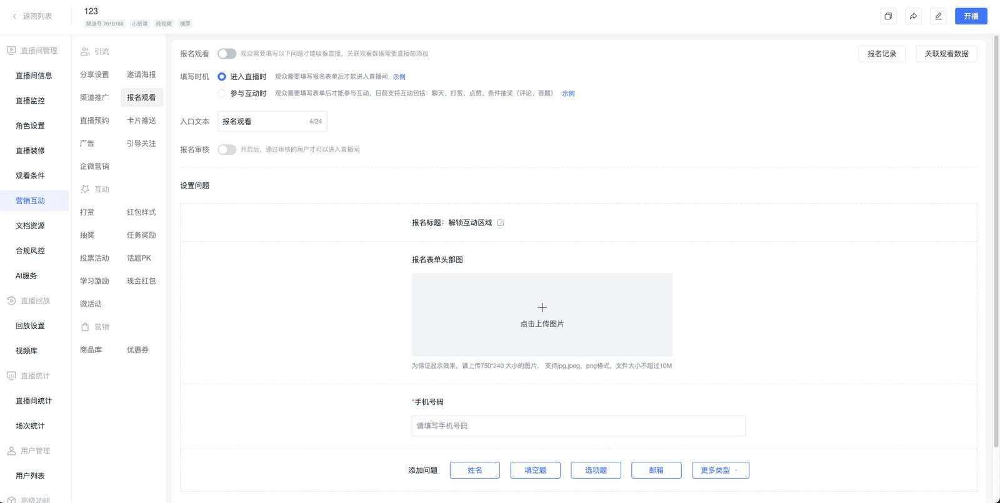 返回列表
123
频道号 7510169 小班课 纯视频 横屏
开播
直播间管理
直播间信息
直播监控
角色设置
直播装修
观看条件
营销互动
文档资源
合规风控
AI服务
直播回放
回放设置
视频库
直播统计
直播间统计
场次统计
用户管理
用户列表
高级功能
引流
分享设置 邀请海报
渠道推广 报名观看
直播预约 卡片推送
广告 引导关注
企微营销
互动
打赏 红包样式
抽奖 任务奖励
投票活动 话题PK
学习激励 现金红包
微活动
营销
商品库 优惠券
报名观看 观众需要填写以下问题才能收看直播，关联观看数据需要直播前添加 报名记录 关联观看数据
填写时机 进入直播时 观众需要填写报名表单后才能进入直播间 示例
参与互动时 观众需要填写表单后才能参与互动，目前支持互动包括：聊天、打赏、点赞、条件抽奖（评论、答题） 示例
入口文本 报名观看 4/24
报名审核 开启后，通过审核的用户才可以进入直播间
设置问题
报名标题：解锁互动区域
报名表单头部图
点击上传图片
为保证显示效果，请上传750*240 大小的图片， 支持jpg,jpeg，png格式，文件大小不超过10M
*手机号码
请填写手机号码
添加问题 姓名 填空题 选项题 邮箱 更多类型